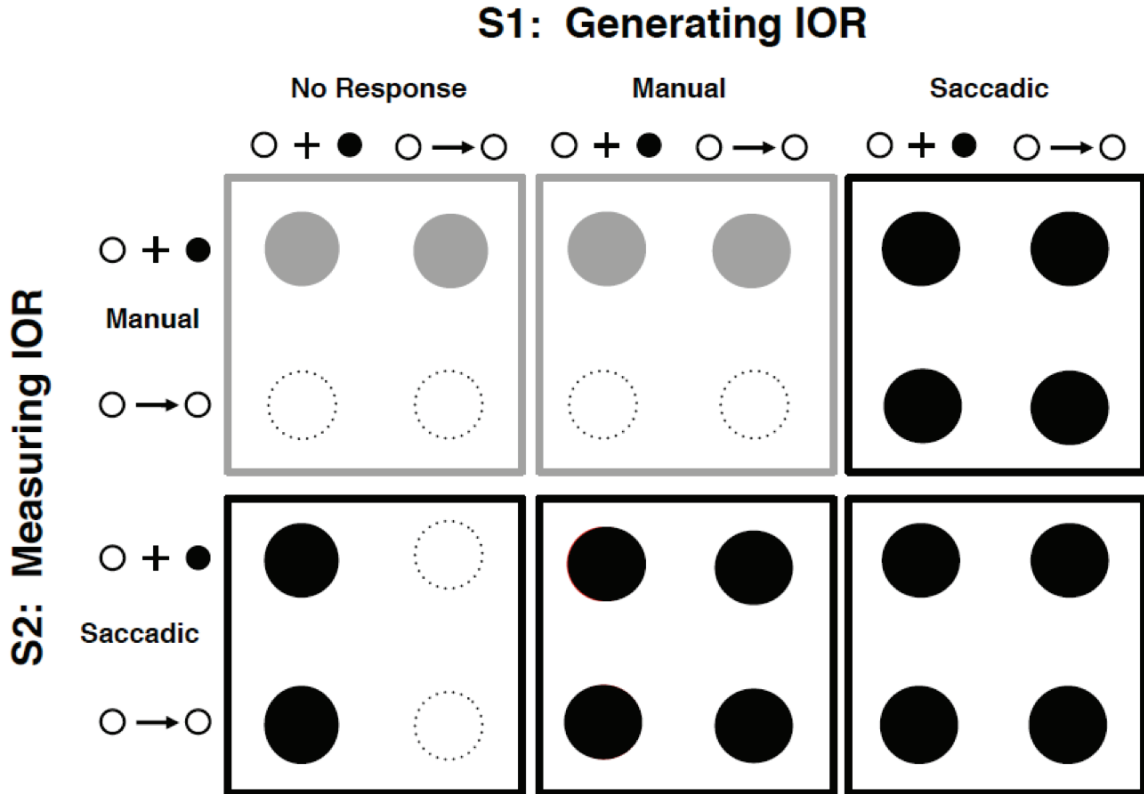 S1: Generating IOR
No Response Manual Saccadic
S2: Measuring IOR
Manual
Saccadic